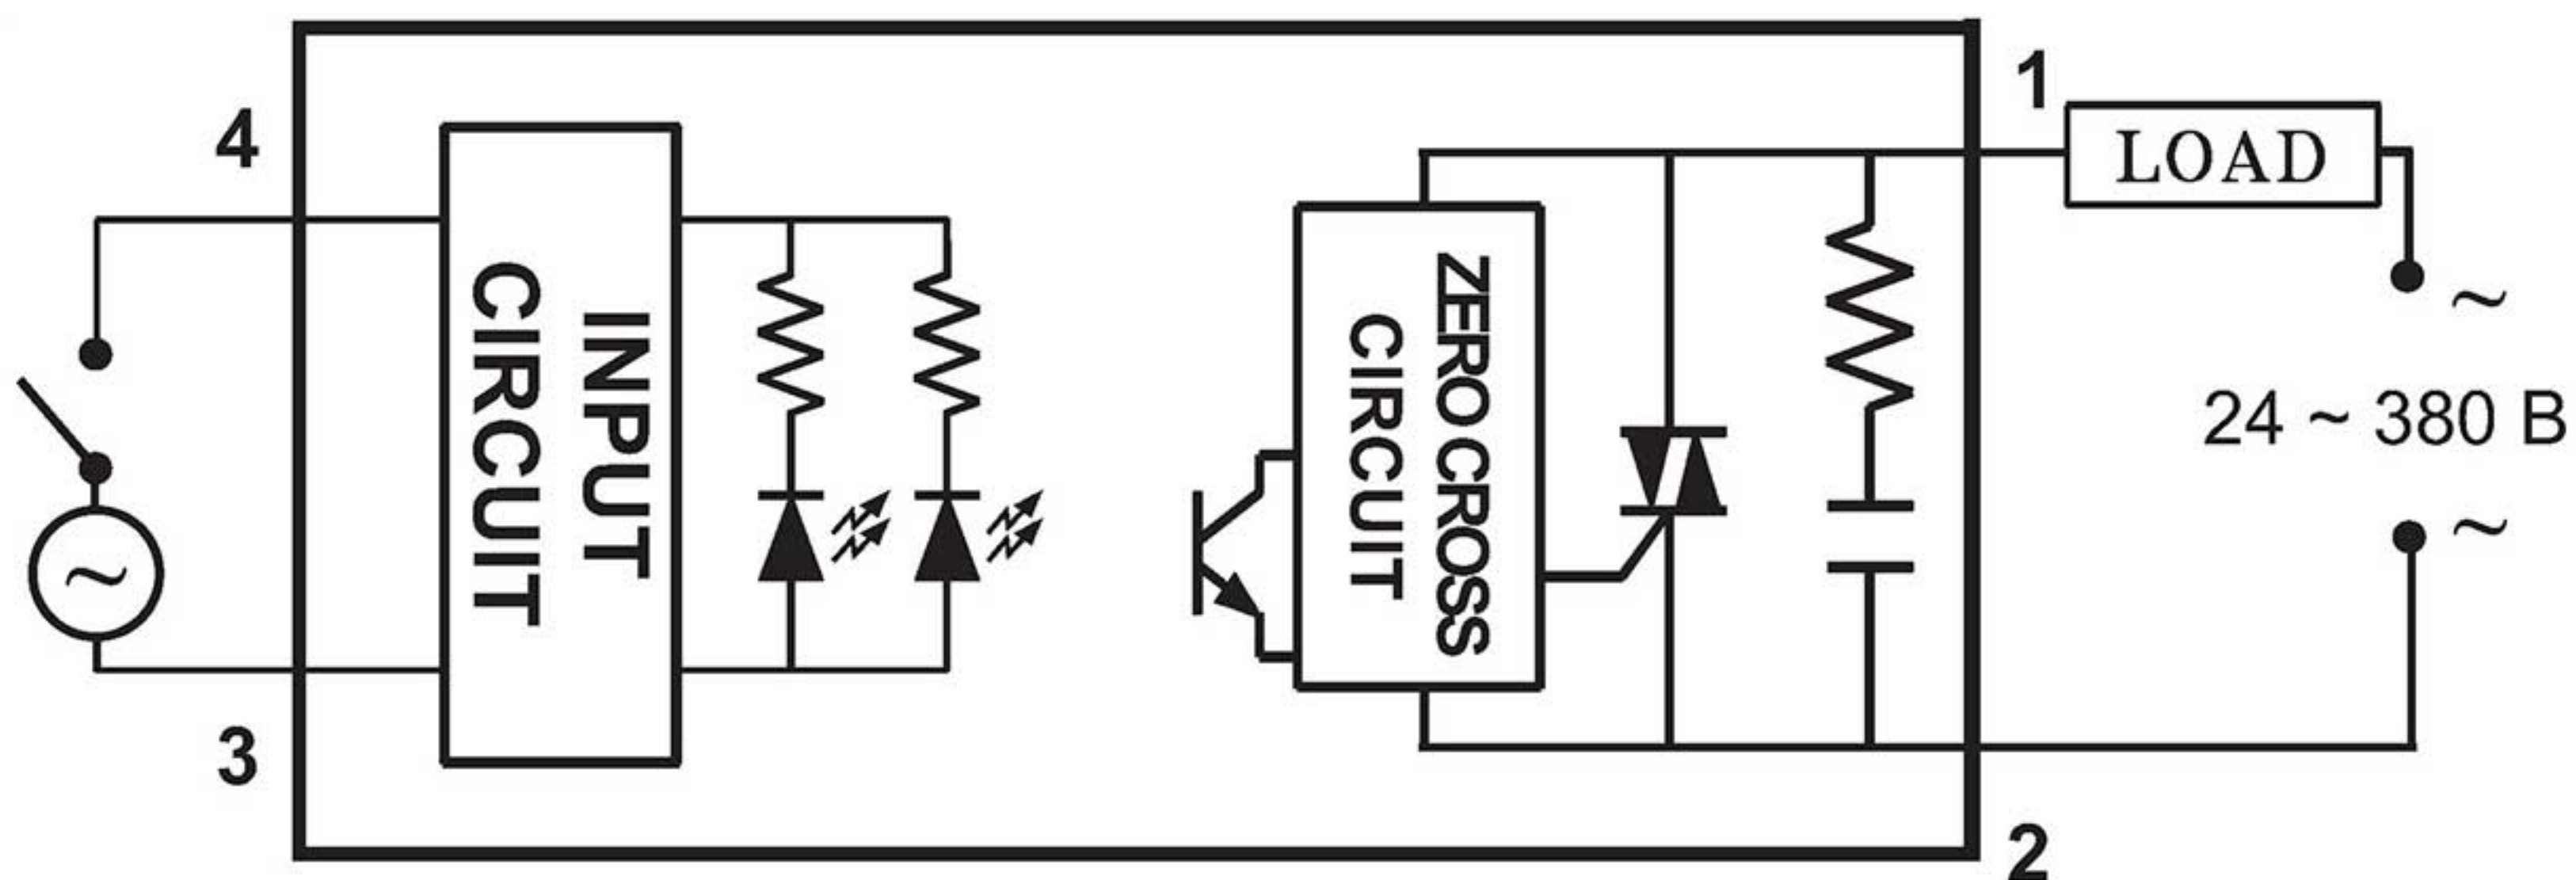 4
3
INPUT
CIRCUIT
~
ZERO CROSS
CIRCUIT
1
LOAD
~
24 ~ 380 В
~
2